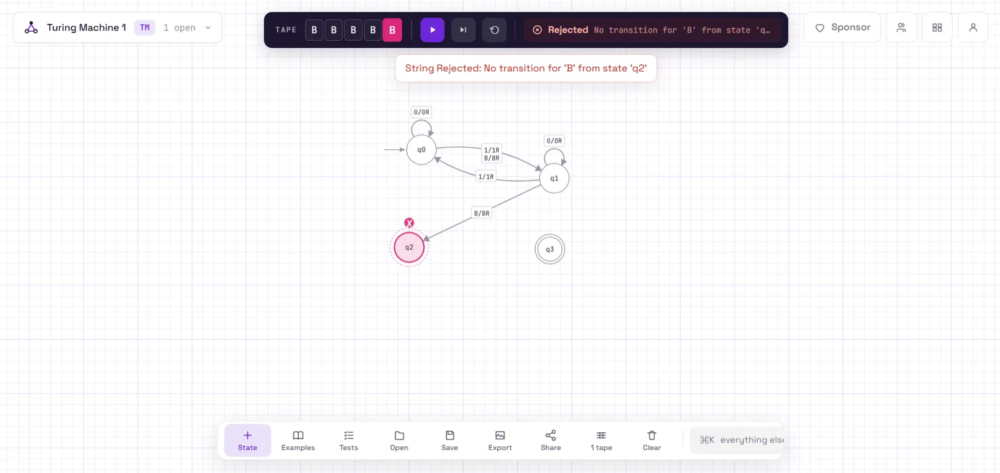 Turing Machine 1 TM 1 open
TAPE B B B B B
Rejected No transition for 'B' from state 'q…
Sponsor
String Rejected: No transition for 'B' from state 'q2'
0/0R
q0
1/1R
B/BR
0/0R
1/1R
q1
B/BR
X
q2
q3
State
Examples
Tests
Open
Save
Export
Share
1 tape
Clear
⌘K everything else